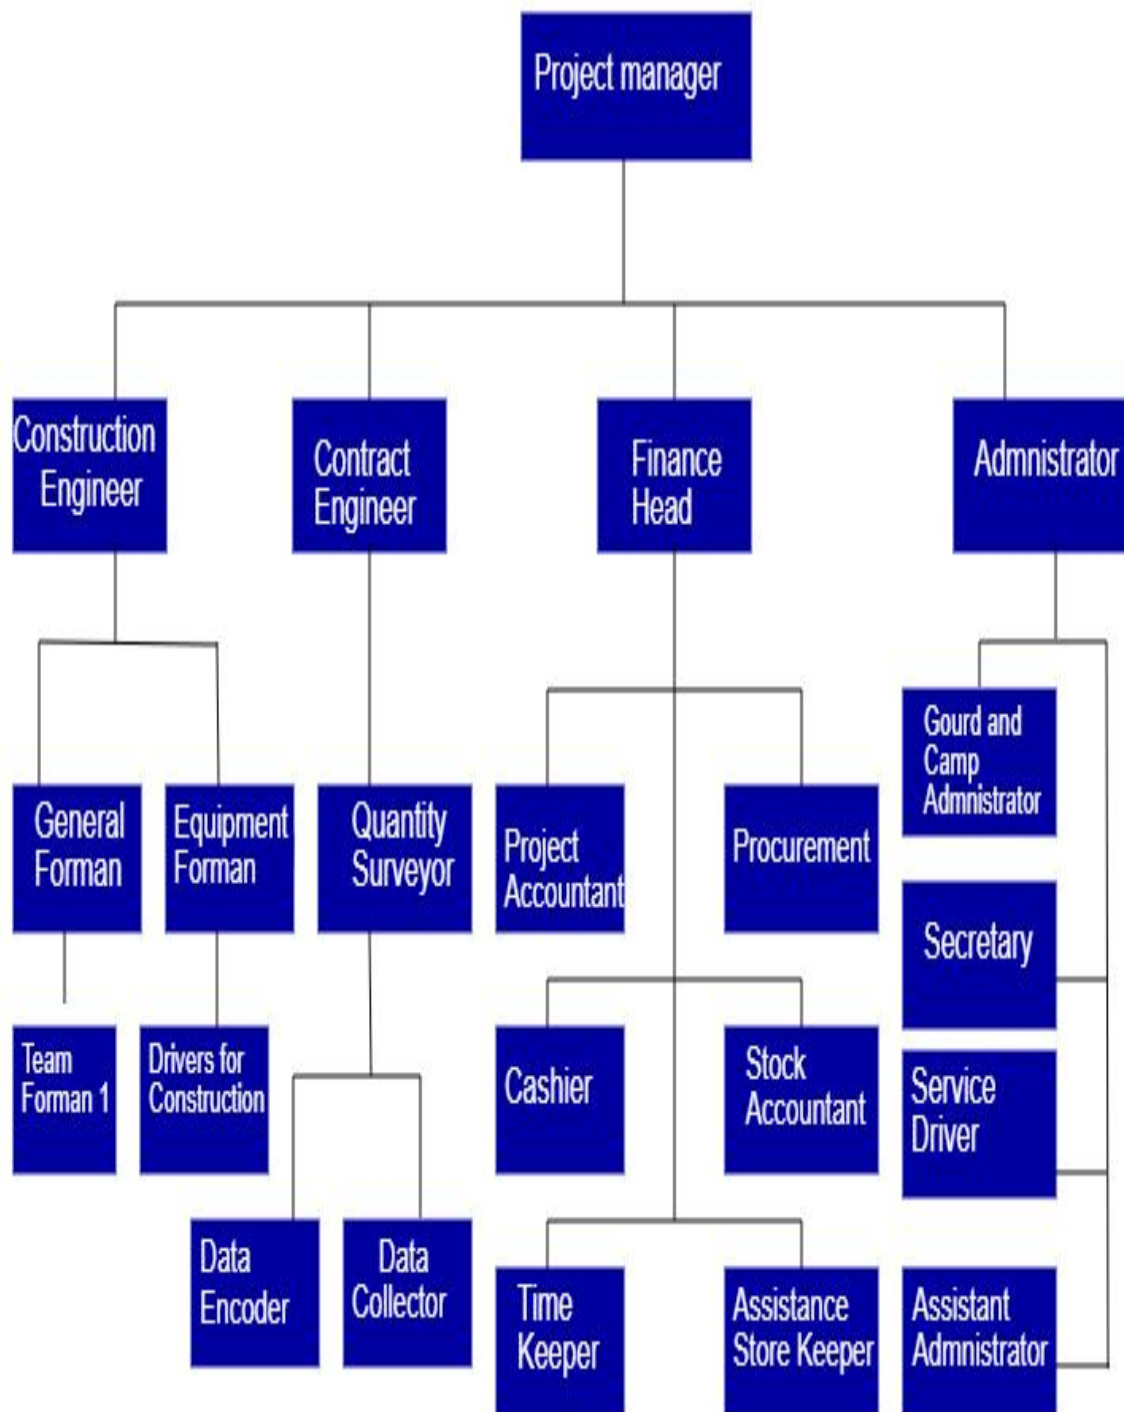 Project manager
Construction
Engineer
Contract
Engineer
Finance
Head
Admnistrator
General
Forman
Equipment
Forman
Quantity
Surveyor
Project
Accountant
Procurement
Gourd and
Camp
Admnistrator
Secretary
Team
Forman 1
Drivers for
Construction
Cashier
Stock
Accountant
Service
Driver
Data
Encoder
Data
Collector
Time
Keeper
Assistance
Store Keeper
Assistant
Admnistrator